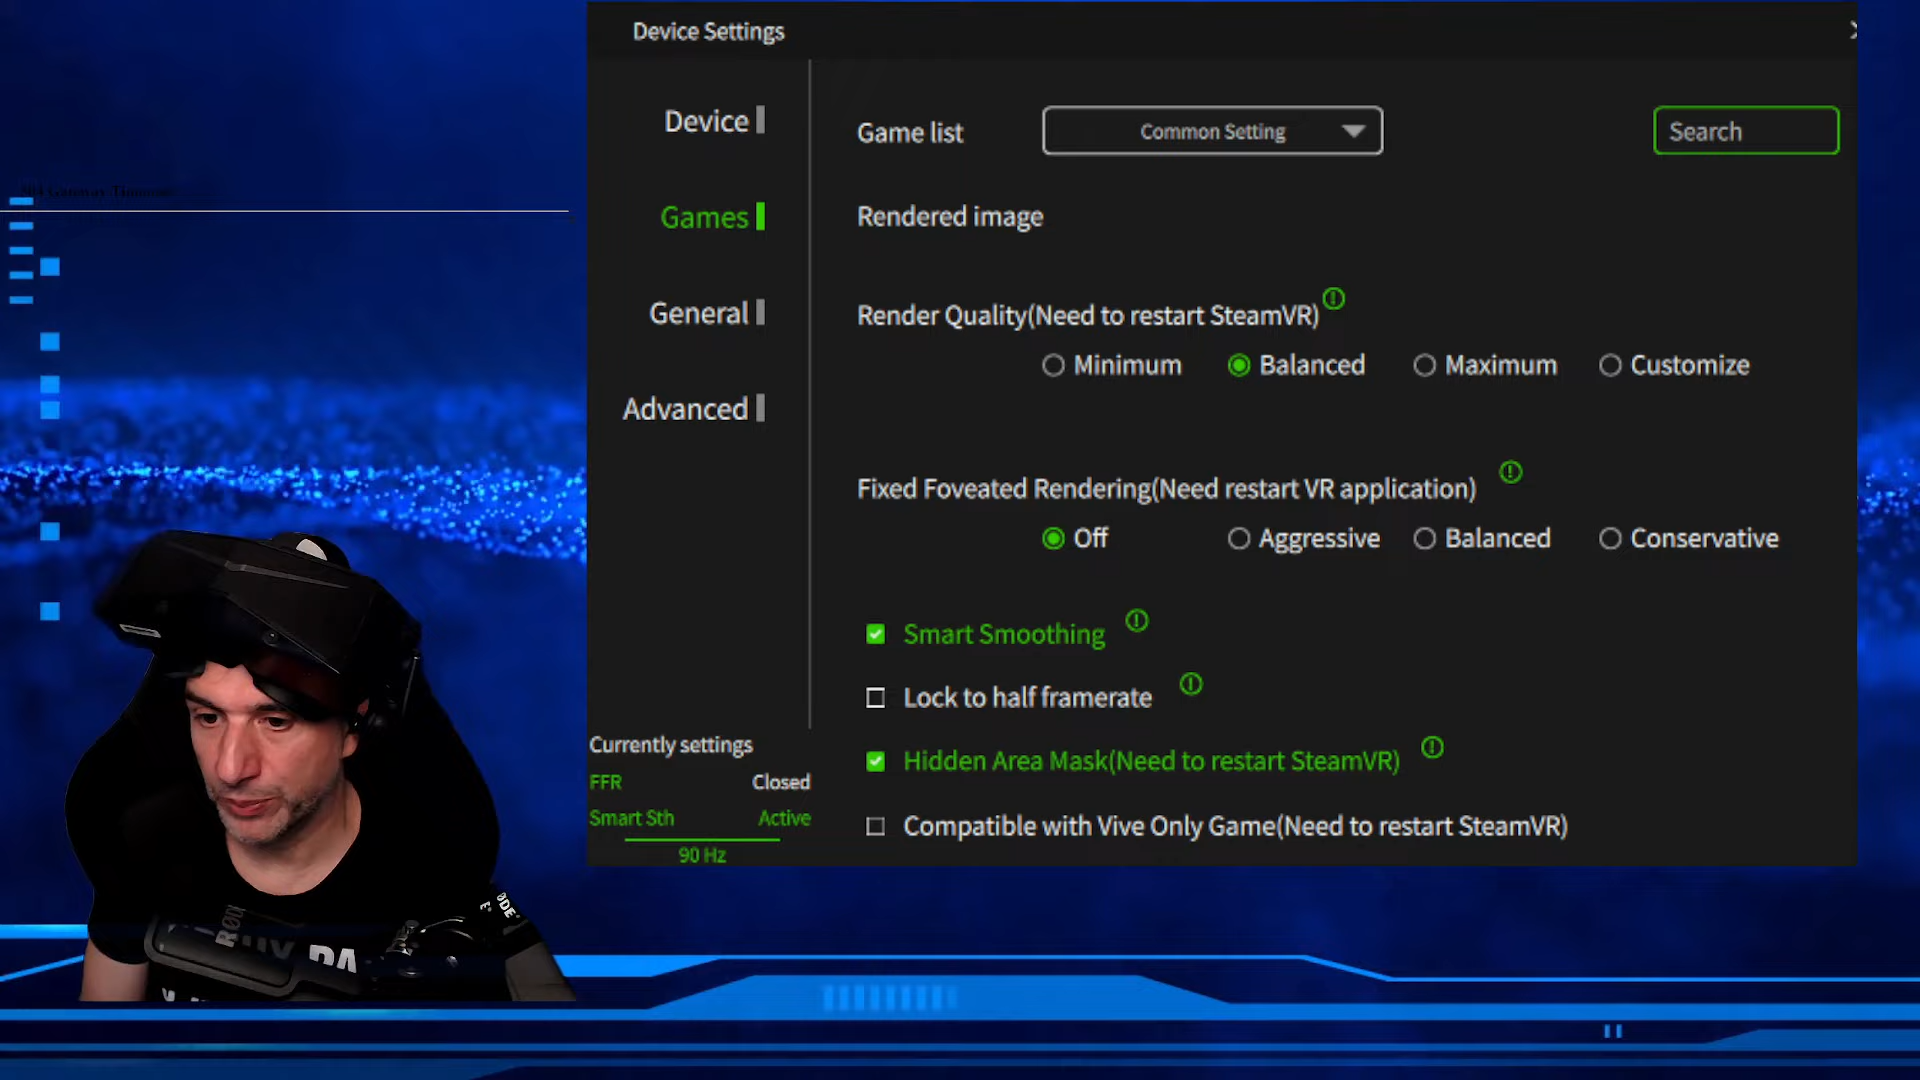 Device Settings
Device
Games
General
Advanced
Currently settings
FFR Closed
Smart Sth Active
90 Hz
Game list Common Setting Search
Rendered image
Render Quality(Need to restart SteamVR)
Minimum Balanced Maximum Customize
Fixed Foveated Rendering(Need restart VR application)
Off Aggressive Balanced Conservative
Smart Smoothing
Lock to half framerate
Hidden Area Mask(Need to restart SteamVR)
Compatible with Vive Only Game(Need to restart SteamVR)
RØDE